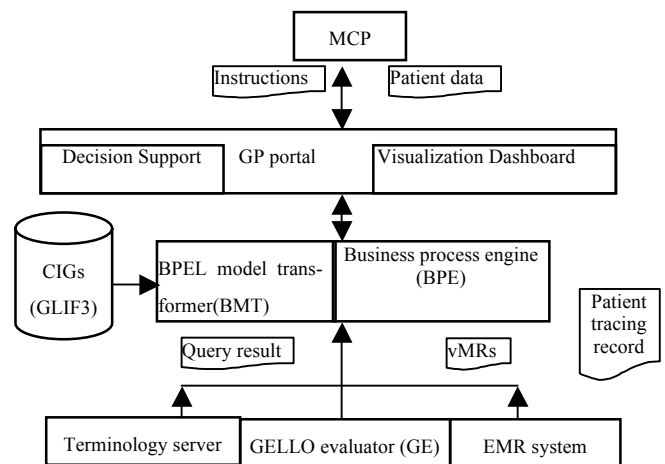 MCP
Instructions
Patient data
Decision Support
GP portal
Visualization Dashboard
CIGs
(GLIF3)
BPEL model trans-
former(BMT)
Business process engine
(BPE)
Patient
tracing
record
Query result
vMRs
Terminology server
GELLO evaluator (GE)
EMR system